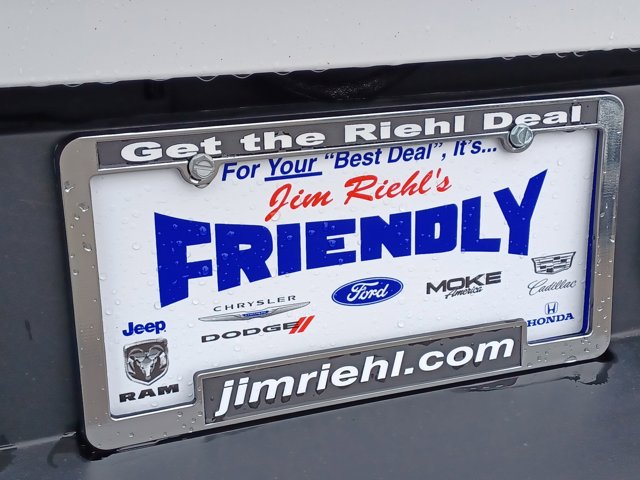 Get the Riehl Deal
For Your "Best Deal", It's...
Jim Riehl's
FRIENDLY
CHRYSLER
Ford
MOKE
America
Cadillac
Jeep
DODGE
HONDA
RAM
jimriehl.com